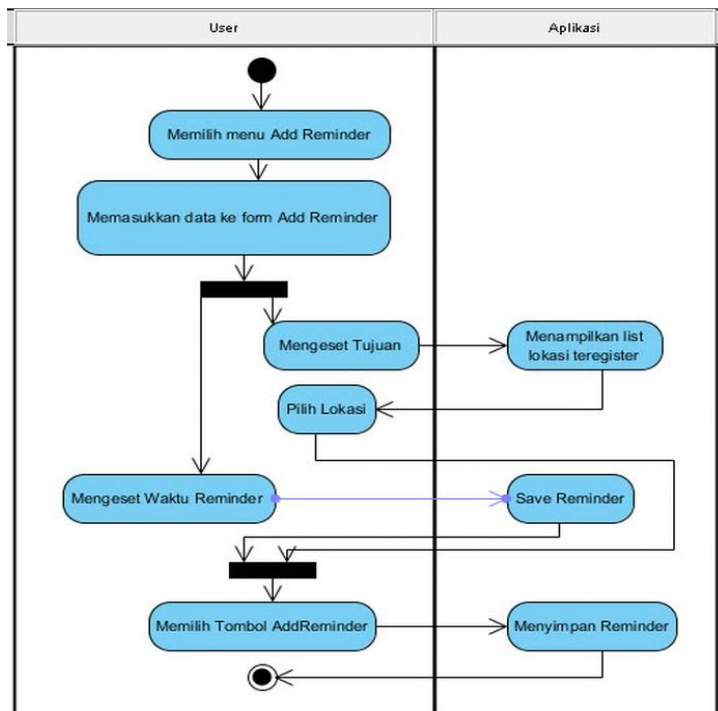 User
Aplikasi
Memilih menu Add Reminder
Memasukkan data ke form Add Reminder
Mengeset Tujuan
Menampilkan list
lokasi teregister
Pilih Lokasi
Mengeset Waktu Reminder
Save Reminder
Memilih Tombol AddReminder
Menyimpan Reminder